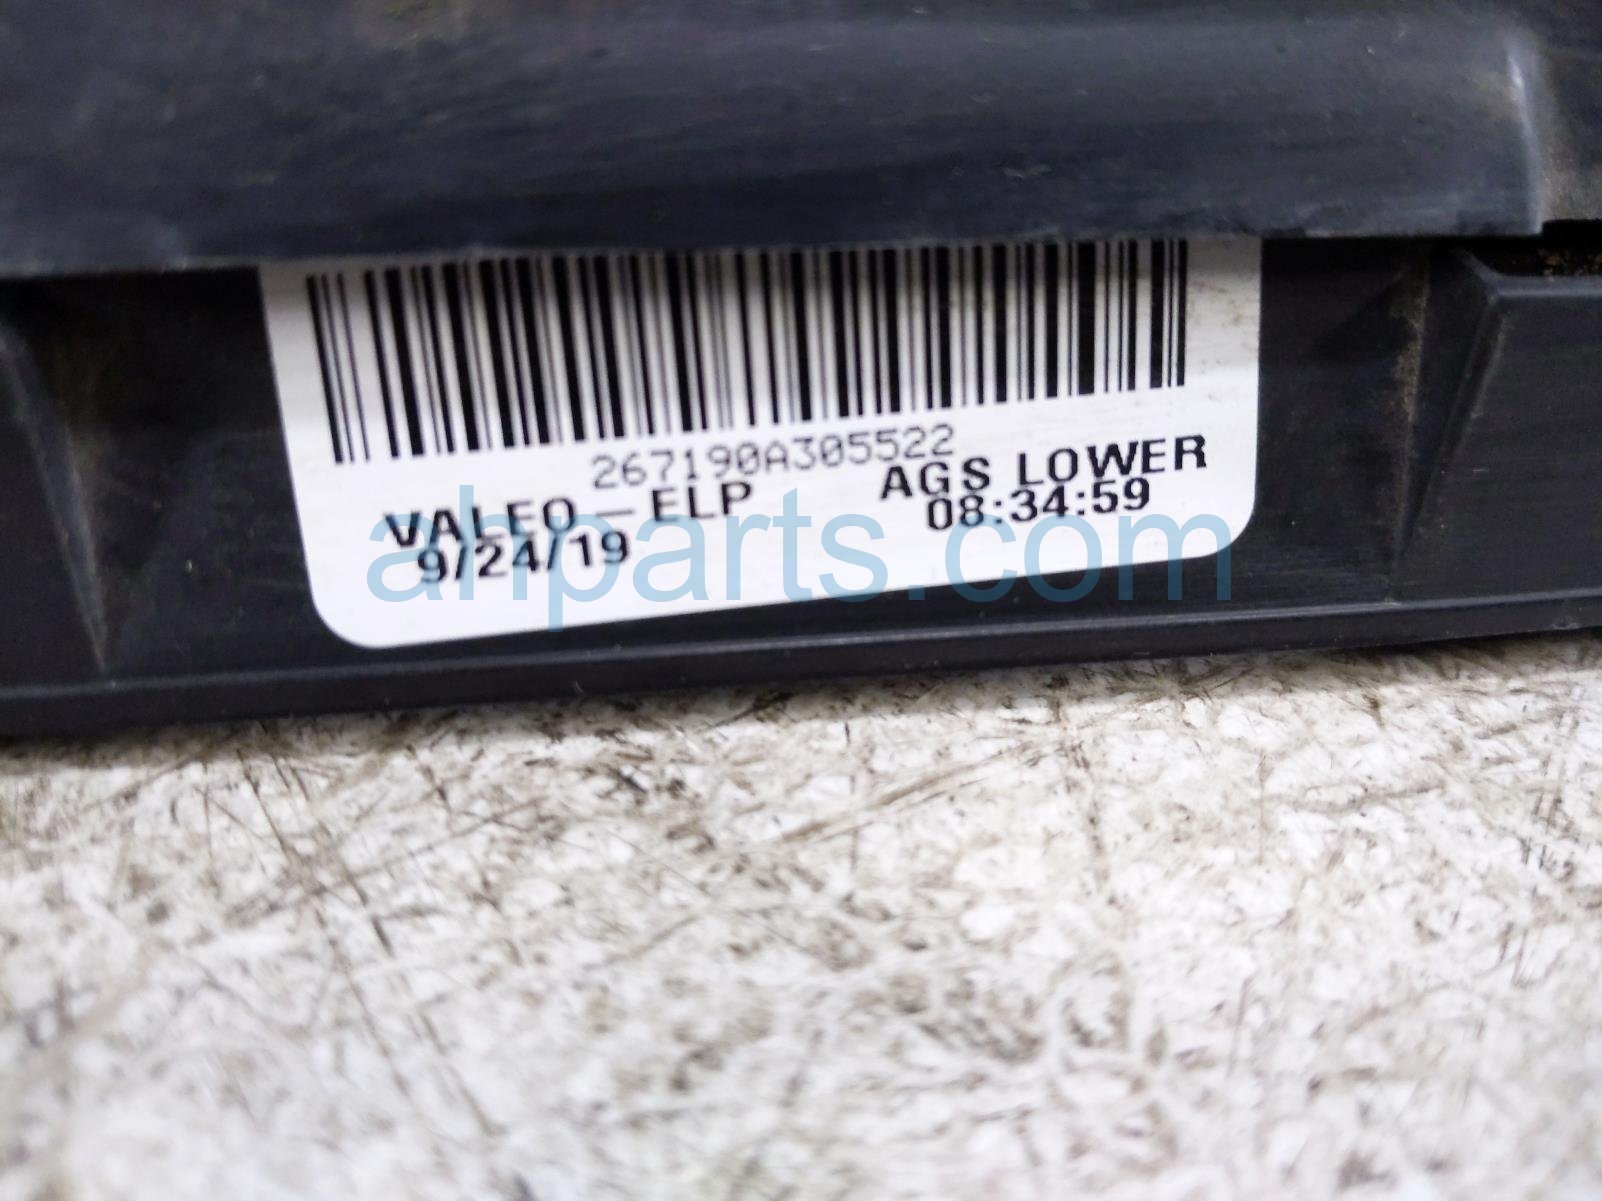 267190A305522
VALEO-ELP AGS LOWER
9/24/19 08:34:59
ahparts.com